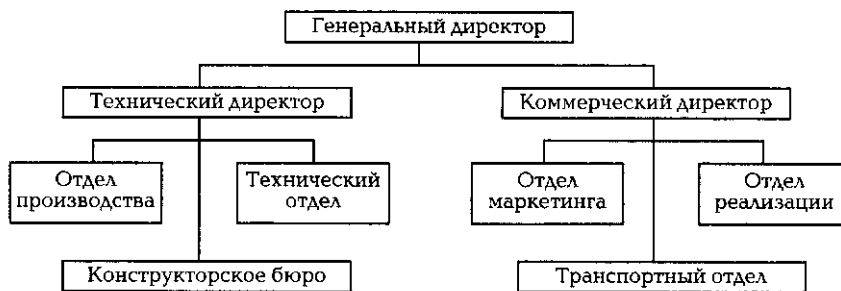 Генеральный директор
Технический директор
Коммерческий директор
Отдел
производства
Технический
отдел
Отдел
маркетинга
Отдел
реализации
Конструкторское бюро
Транспортный отдел